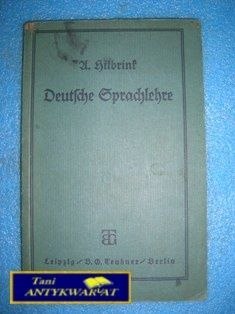 A. Hilbrink
Deutsche Sprachlehre
Leipzig / B. G. Teubner / Berlin
Tani
ANTYKWARIAT